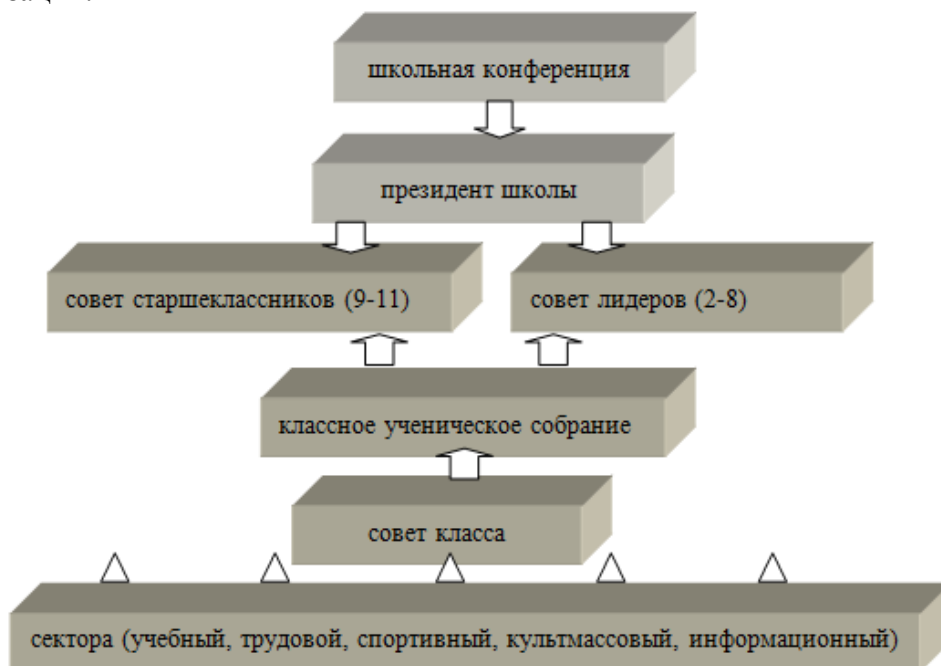 школьная конференция
президент школы
совет старшеклассников (9-11)
совет лидеров (2-8)
классное ученическое собрание
совет класса
сектора (учебный, трудовой, спортивный, культмассовый, информационный)